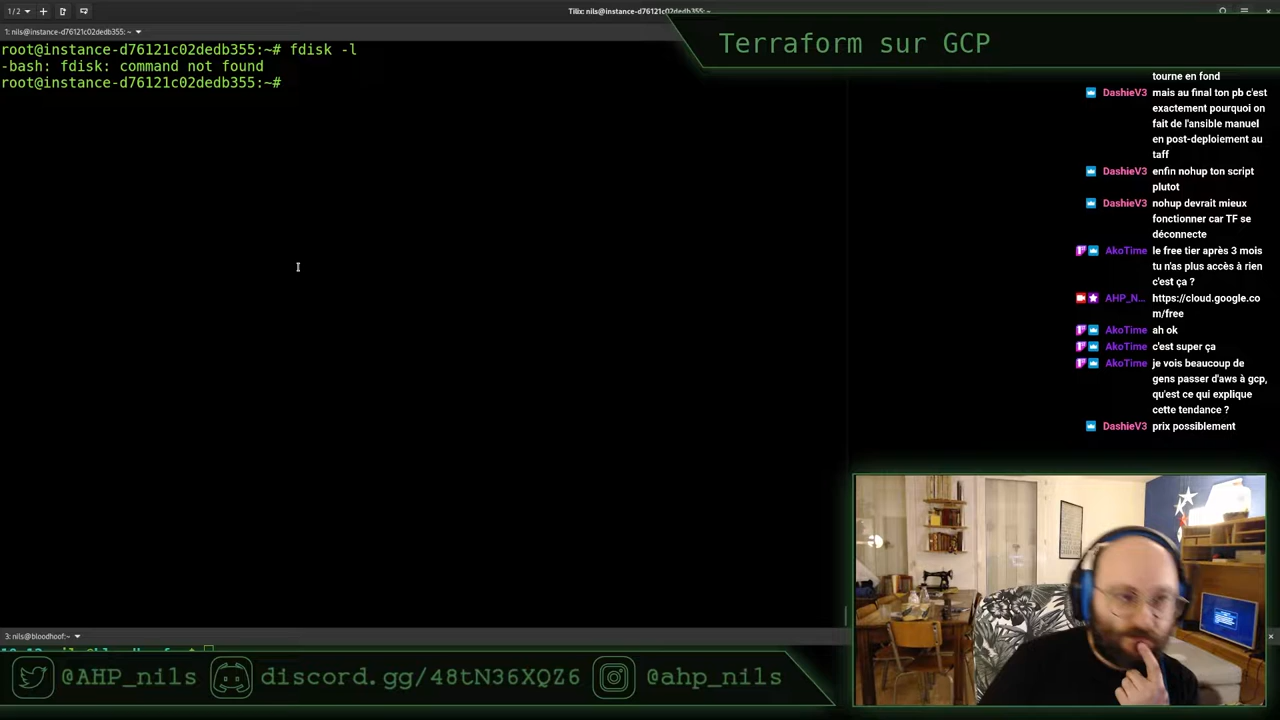 1/2
Tilix: nils@instance-d76121c02dedb355: ~
1: nils@instance-d76121c02dedb355: ~
root@instance-d76121c02dedb355:~# fdisk -l
-bash: fdisk: command not found
root@instance-d76121c02dedb355:~#
Terraform sur GCP
tourne en fond
DashieV3 mais au final ton pb c'est
exactement pourquoi on
fait de l'ansible manuel
en post-deploiement au
taff
DashieV3 enfin nohup ton script
plutot
DashieV3 nohup devrait mieux
fonctionner car TF se
déconnecte
AkoTime le free tier après 3 mois
tu n'as plus accès à rien
c'est ça ?
AHP_N... https://cloud.google.co
m/free
AkoTime ah ok
AkoTime c'est super ça
AkoTime je vois beaucoup de
gens passer d'aws à gcp,
qu'est ce qui explique
cette tendance ?
DashieV3 prix possiblement
3: nils@bloodhoof:~
@AHP_nils
discord.gg/48tN36XQZ6
@ahp_nils